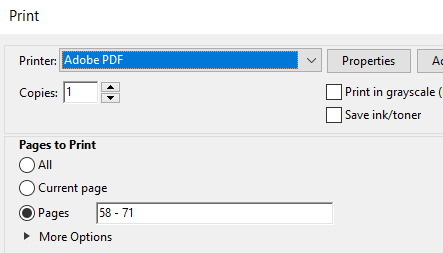 Print
Printer: Adobe PDF Properties
Copies: 1 Print in grayscale (
Save ink/toner
Pages to Print
All
Current page
Pages 58 - 71
More Options